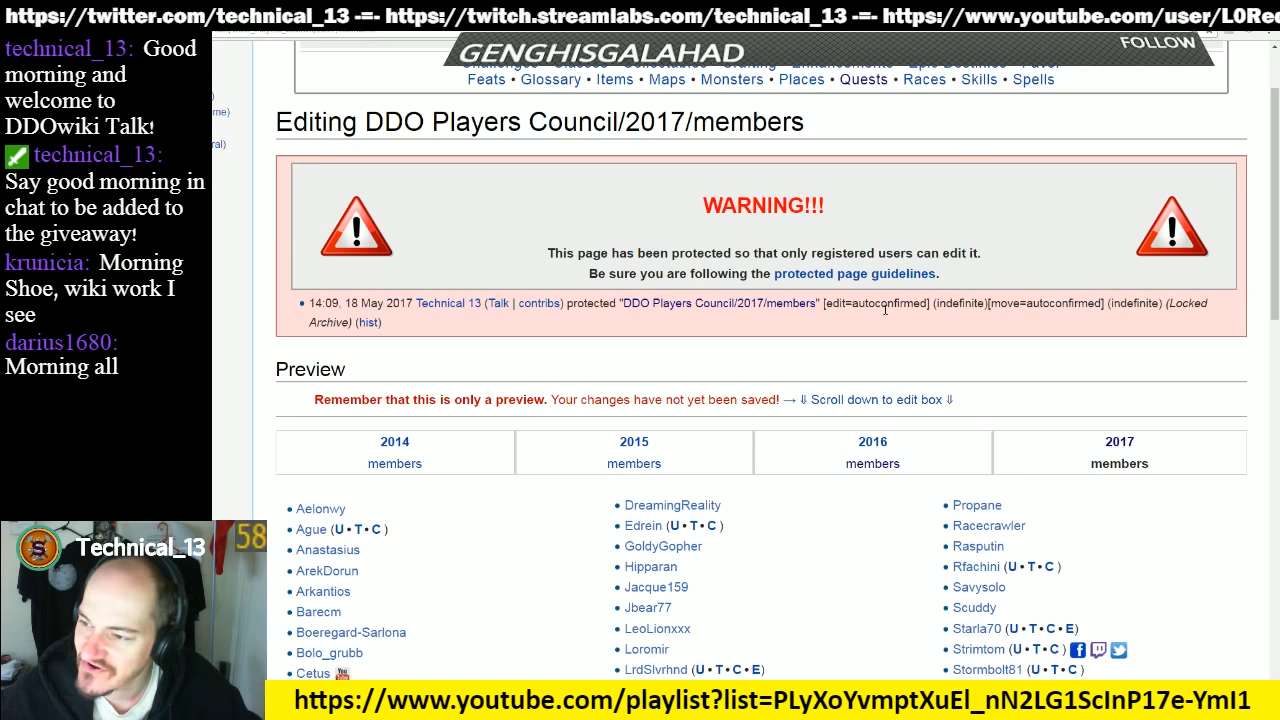 https://twitter.com/technical_13 -=- https://twitch.streamlabs.com/technical_13 -=- https://www.youtube.com/user/L0Rec
technical_13: Good
morning and
welcome to
DDOwiki Talk!
technical_13:
Say good morning in
chat to be added to
the giveaway!
krunicia: Morning
Shoe, wiki work I
see
darius1680:
Morning all
GENGHISGALAHAD
FOLLOW
Feats • Glossary • Items • Maps • Monsters • Places • Quests • Races • Skills • Spells
Editing DDO Players Council/2017/members
WARNING!!!
This page has been protected so that only registered users can edit it.
Be sure you are following the protected page guidelines.
• 14:09, 18 May 2017 Technical 13 (Talk | contribs) protected "DDO Players Council/2017/members" [edit=autoconfirmed] (indefinite)[move=autoconfirmed] (indefinite) (Locked
Archive) (hist)
Preview
Remember that this is only a preview. Your changes have not yet been saved! → ⇓ Scroll down to edit box ⇓
2014
members
2015
members
2016
members
2017
members
• Aelonwy
• Ague (U • T • C )
• Anastasius
• ArekDorun
• Arkantios
• Barecm
• Boeregard-Sarlona
• Bolo_grubb
• Cetus
• DreamingReality
• Edrein (U • T • C )
• GoldyGopher
• Hipparan
• Jacque159
• Jbear77
• LeoLionxxx
• Loromir
• LrdSlvrhnd (U • T • C • E)
• Propane
• Racecrawler
• Rasputin
• Rfachini (U • T • C )
• Savysolo
• Scuddy
• Starla70 (U • T • C • E)
• Strimtom (U • T • C )
• Stormbolt81 (U • T • C )
Technical_13
58
https://www.youtube.com/playlist?list=PLyXoYvmptXuEl_nN2LG1ScInP17e-YmI1